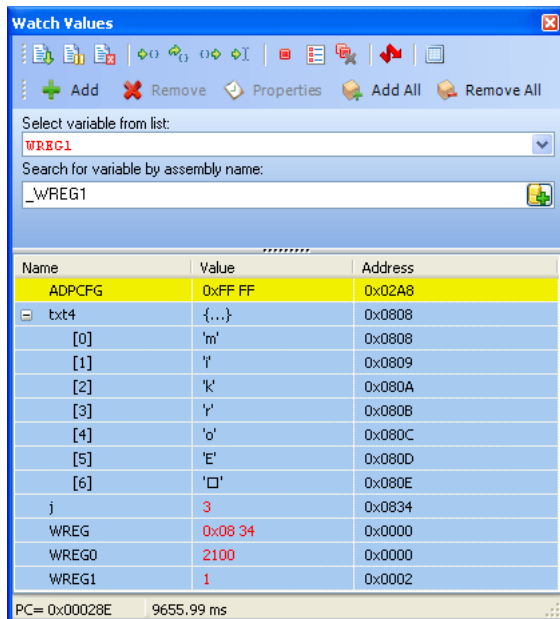 Watch Values
Add Remove Properties Add All Remove All
Select variable from list:
WREG1
Search for variable by assembly name:
_WREG1
Name Value Address
ADPCFG 0xFF FF 0x02A8
txt4 {...} 0x0808
[0] 'm' 0x0808
[1] 'i' 0x0809
[2] 'k' 0x080A
[3] 'r' 0x080B
[4] 'o' 0x080C
[5] 'E' 0x080D
[6] '□' 0x080E
j 3 0x0834
WREG 0x08 34 0x0000
WREG0 2100 0x0000
WREG1 1 0x0002
PC= 0x00028E 9655.99 ms